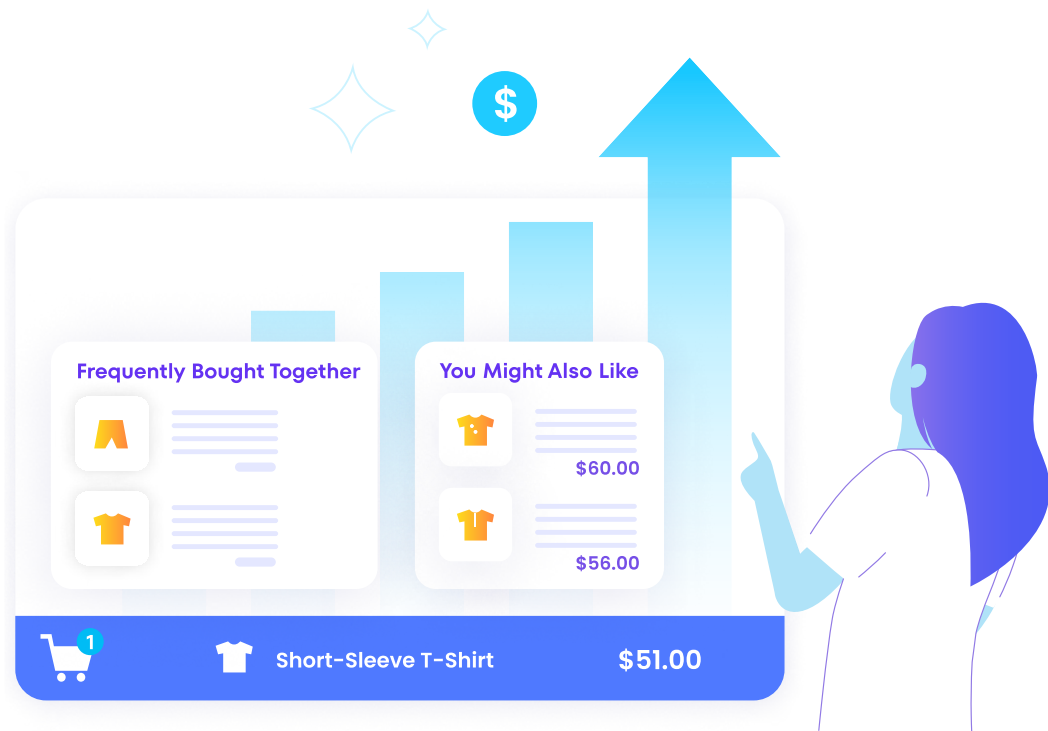 $
Frequently Bought Together
You Might Also Like
$60.00
$56.00
1
Short-Sleeve T-Shirt
$51.00